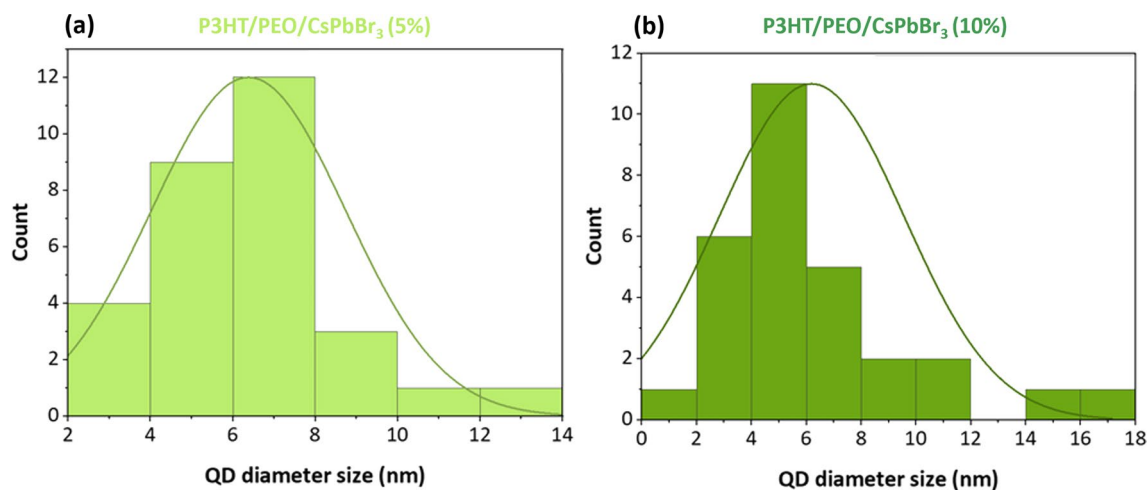 (a)
P3HT/PEO/CsPbBr₃ (5%)
12
10
8
6
4
2
0
Count
2 4 6 8 10 12 14
QD diameter size (nm)
(b)
P3HT/PEO/CsPbBr₃ (10%)
12
10
8
6
4
2
0
Count
0 2 4 6 8 10 12 14 16 18
QD diameter size (nm)